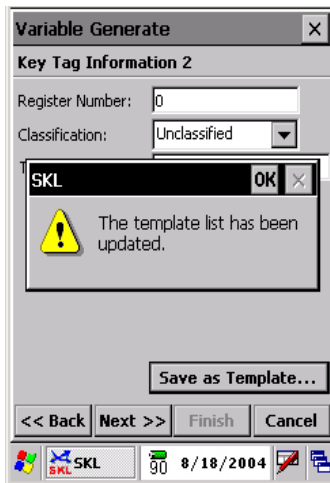 Variable Generate
Key Tag Information 2
Register Number: 0
Classification: Unclassified
T
SKL OK
The template list has been
updated.
Save as Template...
<< Back Next >> Finish Cancel
SKL SKL 90 8/18/2004